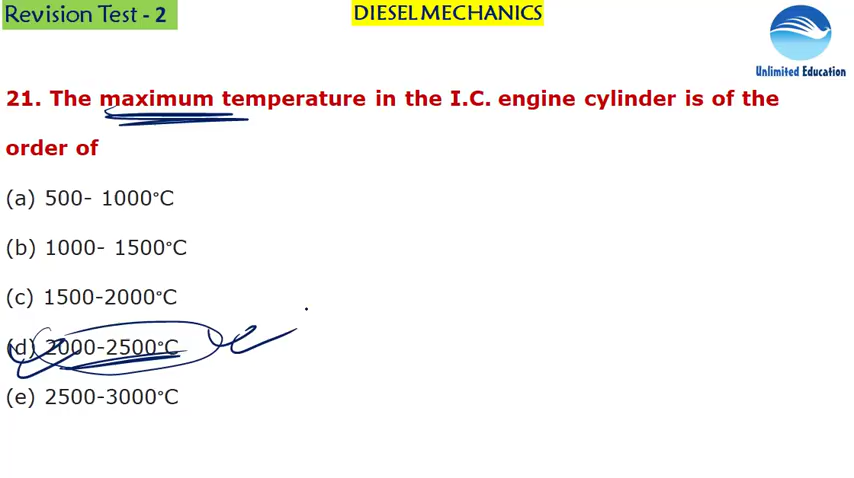 Revision Test - 2
DIESEL MECHANICS
Unlimited Education
21. The maximum temperature in the I.C. engine cylinder is of the
order of
(a) 500- 1000°C
(b) 1000- 1500°C
(c) 1500-2000°C
(d) 2000-2500°C
(e) 2500-3000°C